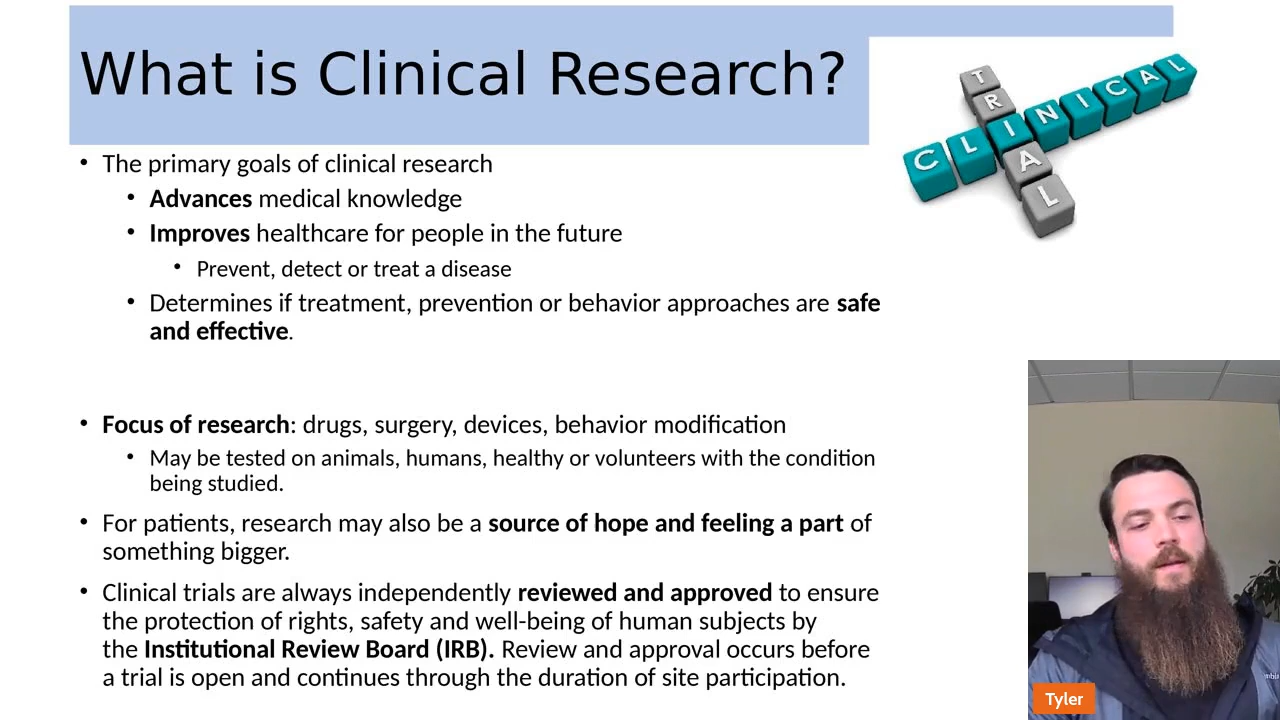 What is Clinical Research?
TRIAL
CLINICAL
• The primary goals of clinical research
• Advances medical knowledge
• Improves healthcare for people in the future
• Prevent, detect or treat a disease
• Determines if treatment, prevention or behavior approaches are safe
and effective.
• Focus of research: drugs, surgery, devices, behavior modification
• May be tested on animals, humans, healthy or volunteers with the condition
being studied.
• For patients, research may also be a source of hope and feeling a part of
something bigger.
• Clinical trials are always independently reviewed and approved to ensure
the protection of rights, safety and well-being of human subjects by
the Institutional Review Board (IRB). Review and approval occurs before
a trial is open and continues through the duration of site participation.
Tyler